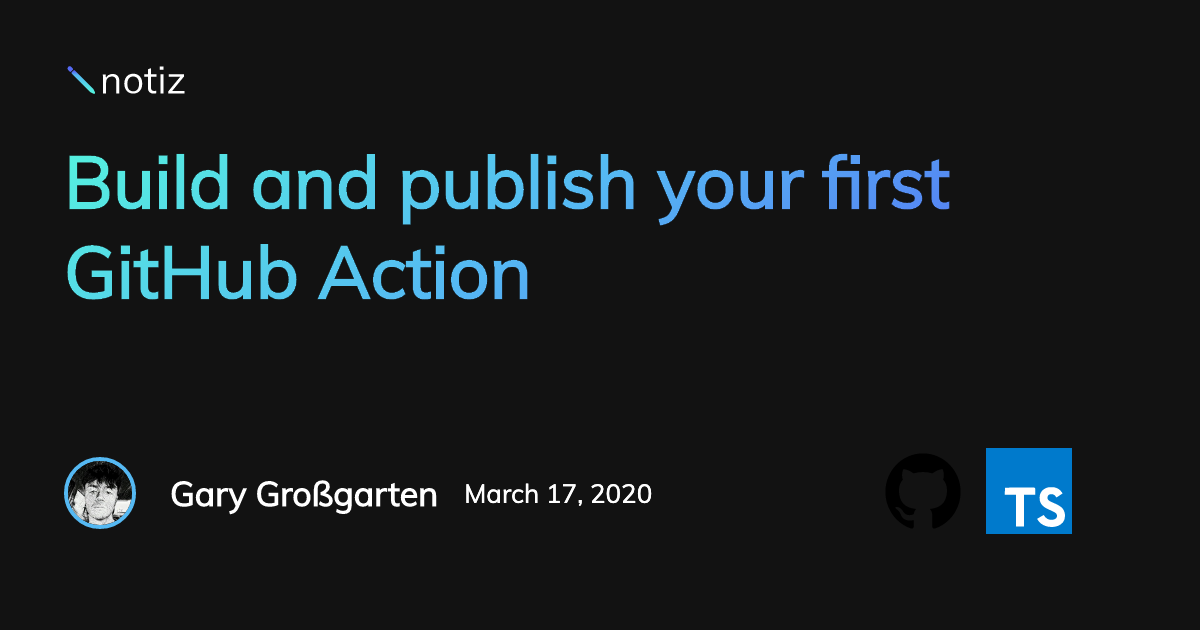 notiz
Build and publish your first
GitHub Action
Gary Großgarten March 17, 2020
TS